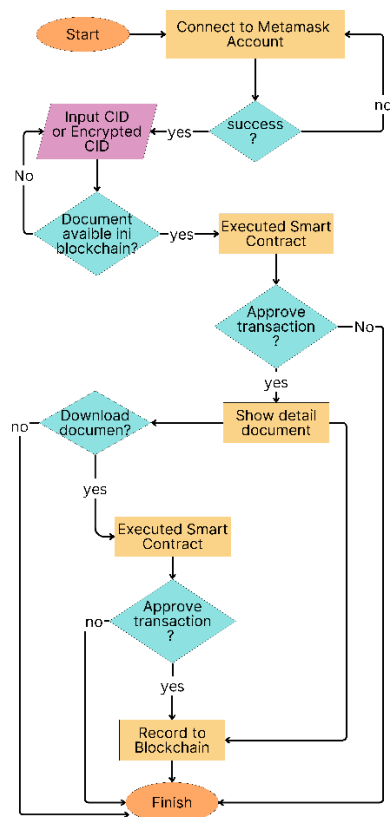 Start
Connect to Metamask
Account
no
success
?
yes
Input CID
or Encrypted
CID
No
Document
avaible ini
blockchain?
yes
Executed Smart
Contract
Approve
transaction
?
No
yes
Show detail
document
Download
documen?
no
yes
Executed Smart
Contract
Approve
transaction
?
no
yes
Record to
Blockchain
Finish